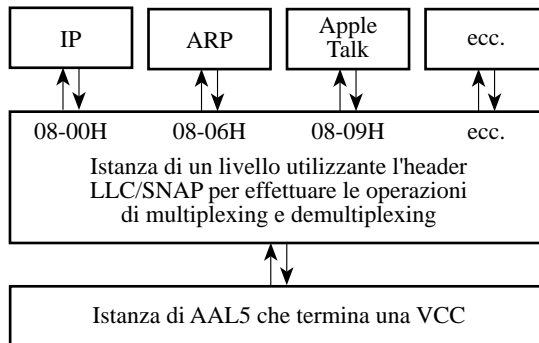 IP
ARP
Apple
Talk
ecc.
08-00H
08-06H
08-09H
ecc.
Istanza di un livello utilizzante l'header
LLC/SNAP per effettuare le operazioni
di multiplexing e demultiplexing
Istanza di AAL5 che termina una VCC